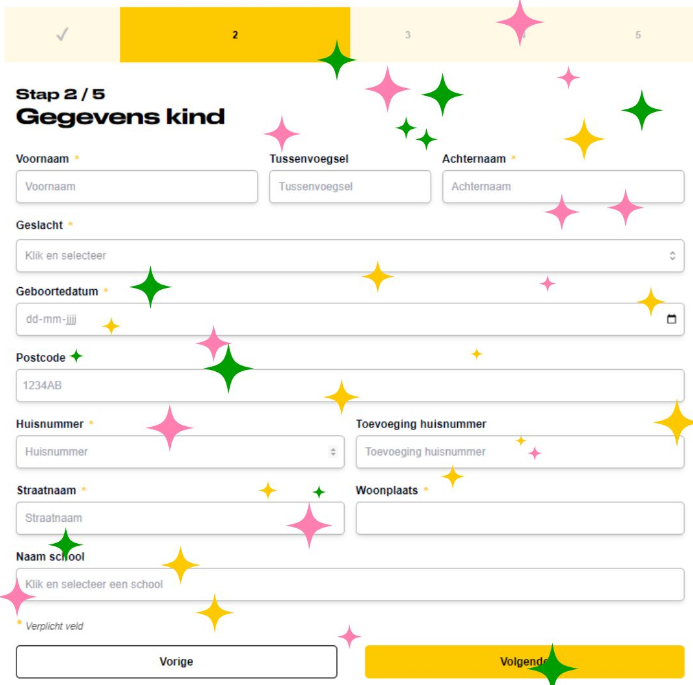 ✓ 2 3 5
Stap 2 / 5
Gegevens kind
Voornaam * Tussenvoegsel Achternaam *
Voornaam Tussenvoegsel Achternaam
Geslacht *
Klik en selecteer
Geboortedatum *
dd-mm-jjjj
Postcode
1234AB
Huisnummer * Toevoeging huisnummer
Huisnummer Toevoeging huisnummer
Straatnaam * Woonplaats *
Straatnaam
Naam school
Klik en selecteer een school
* Verplicht veld
Vorige Volgende